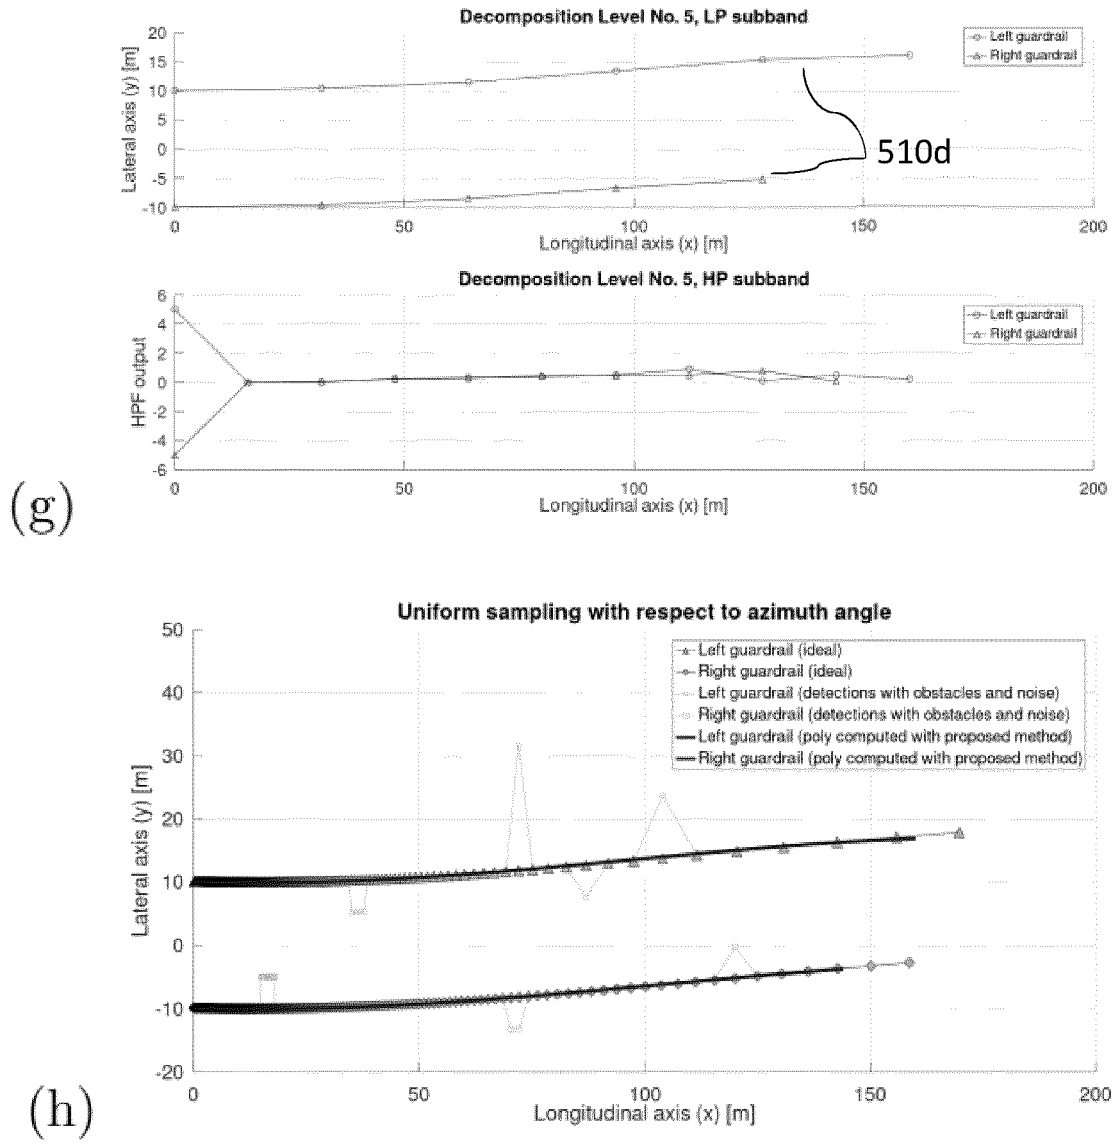 Decomposition Level No. 5, LP subband
20
15
10
5
0
-5
-10
Lateral axis (y) [m]
Left guardrail
Right guardrail
510d
0
50
100
150
200
Longitudinal axis (x) [m]
Decomposition Level No. 5, HP subband
6
4
2
0
-2
-4
-6
HPF output
Left guardrail
Right guardrail
0
50
100
150
200
Longitudinal axis (x) [m]
(g)
Uniform sampling with respect to azimuth angle
50
40
30
20
10
0
-10
-20
Lateral axis (y) [m]
Left guardrail (ideal)
Right guardrail (ideal)
Left guardrail (detections with obstacles and noise)
Right guardrail (detections with obstacles and noise)
Left guardrail (poly computed with proposed method)
Right guardrail (poly computed with proposed method)
0
50
100
150
200
Longitudinal axis (x) [m]
(h)